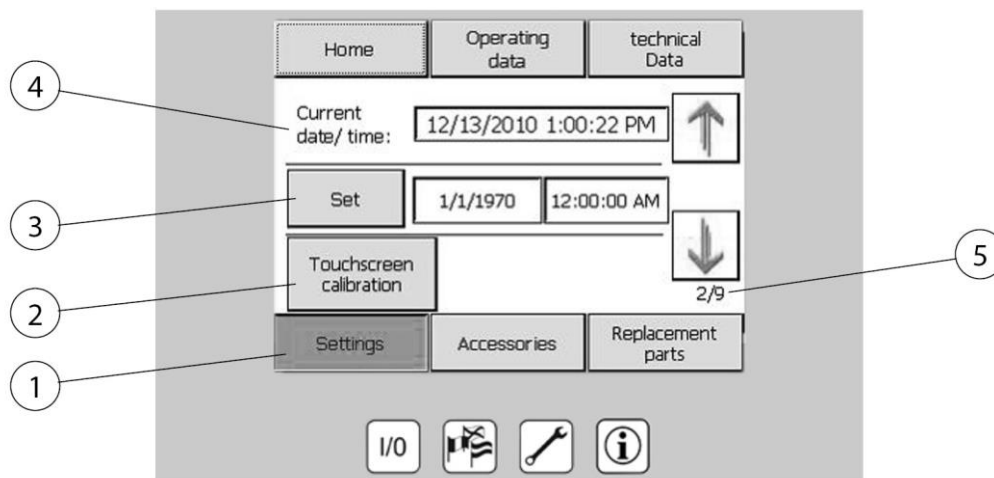 Home
Operating
data
technical
Data
4
Current
date/ time:
12/13/2010 1:00:22 PM
3
Set
1/1/1970
12:00:00 AM
5
2
Touchscreen
calibration
2/9
1
Settings
Accessories
Replacement
parts
I/0
i